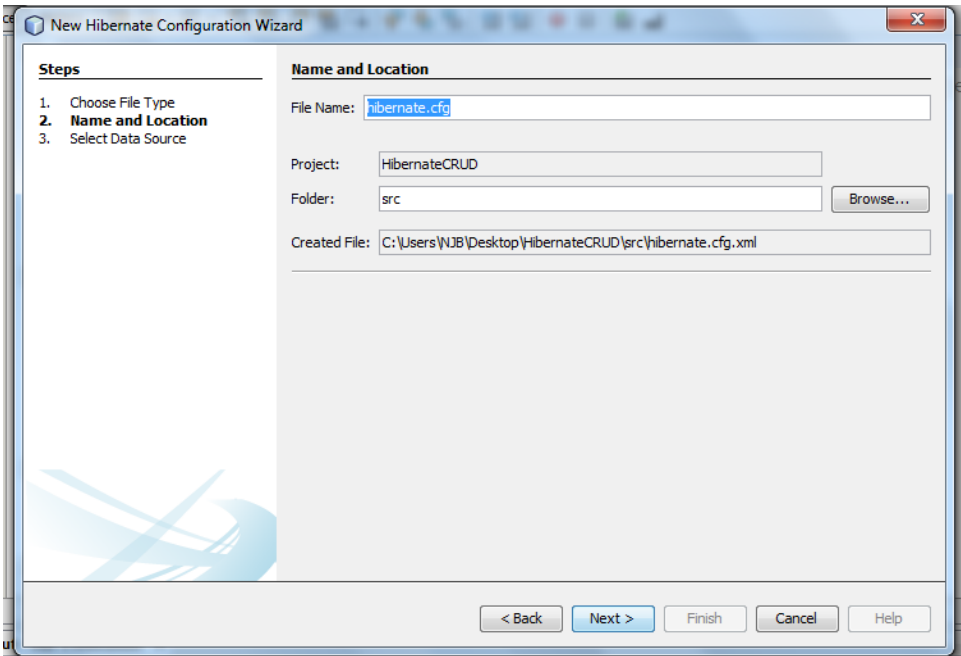 New Hibernate Configuration Wizard
Steps
1. Choose File Type
2. Name and Location
3. Select Data Source
Name and Location
File Name: hibernate.cfg
Project: HibernateCRUD
Folder: src Browse...
Created File: C:\Users\NJB\Desktop\HibernateCRUD\src\hibernate.cfg.xml
< Back Next > Finish Cancel Help